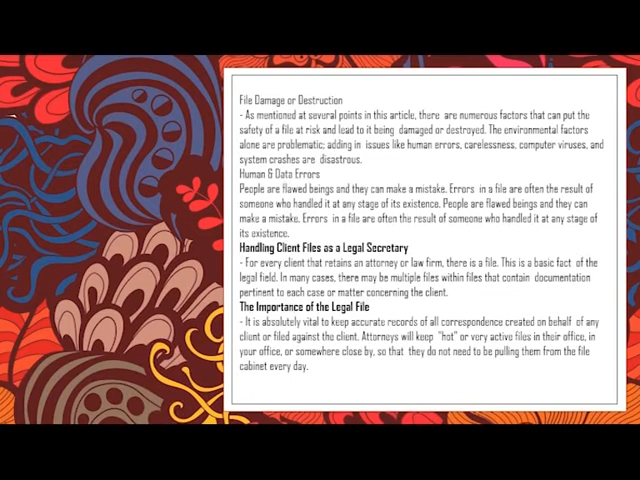 File Damage or Destruction
- As mentioned at several points in this article, there are numerous factors that can put the
safety of a file at risk and lead to it being damaged or destroyed. The environmental factors
alone are problematic; adding in issues like human errors, carelessness, computer viruses, and
system crashes are disastrous.
Human & Data Errors
People are flawed beings and they can make a mistake. Errors in a file are often the result of
someone who handled it at any stage of its existence. People are flawed beings and they can
make a mistake. Errors in a file are often the result of someone who handled it at any stage of
its existence.
Handling Client Files as a Legal Secretary
- For every client that retains an attorney or law firm, there is a file. This is a basic fact of the
legal field. In many cases, there may be multiple files within files that contain documentation
pertinent to each case or matter concerning the client.
The Importance of the Legal File
- It is absolutely vital to keep accurate records of all correspondence created on behalf of any
client or filed against the client. Attorneys will keep "hot" or very active files in their office, in
your office, or somewhere close by, so that they do not need to be pulling them from the file
cabinet every day.